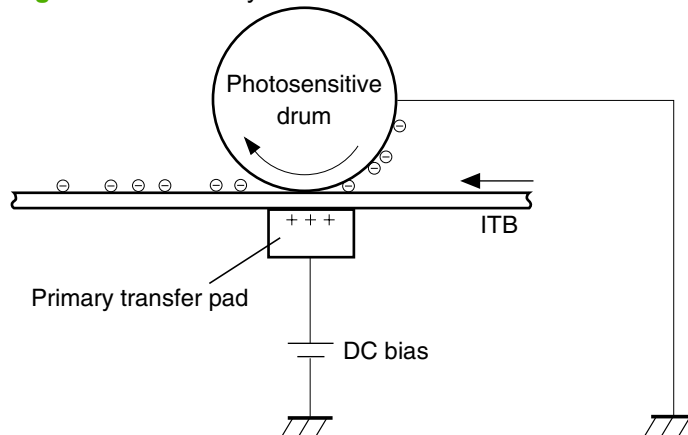 Photosensitive
drum
⊖
⊖
⊖
⊖ ⊖ ⊖ ⊖ ⊖ ⊖ ⊖
+ + +
ITB
Primary transfer pad
DC bias